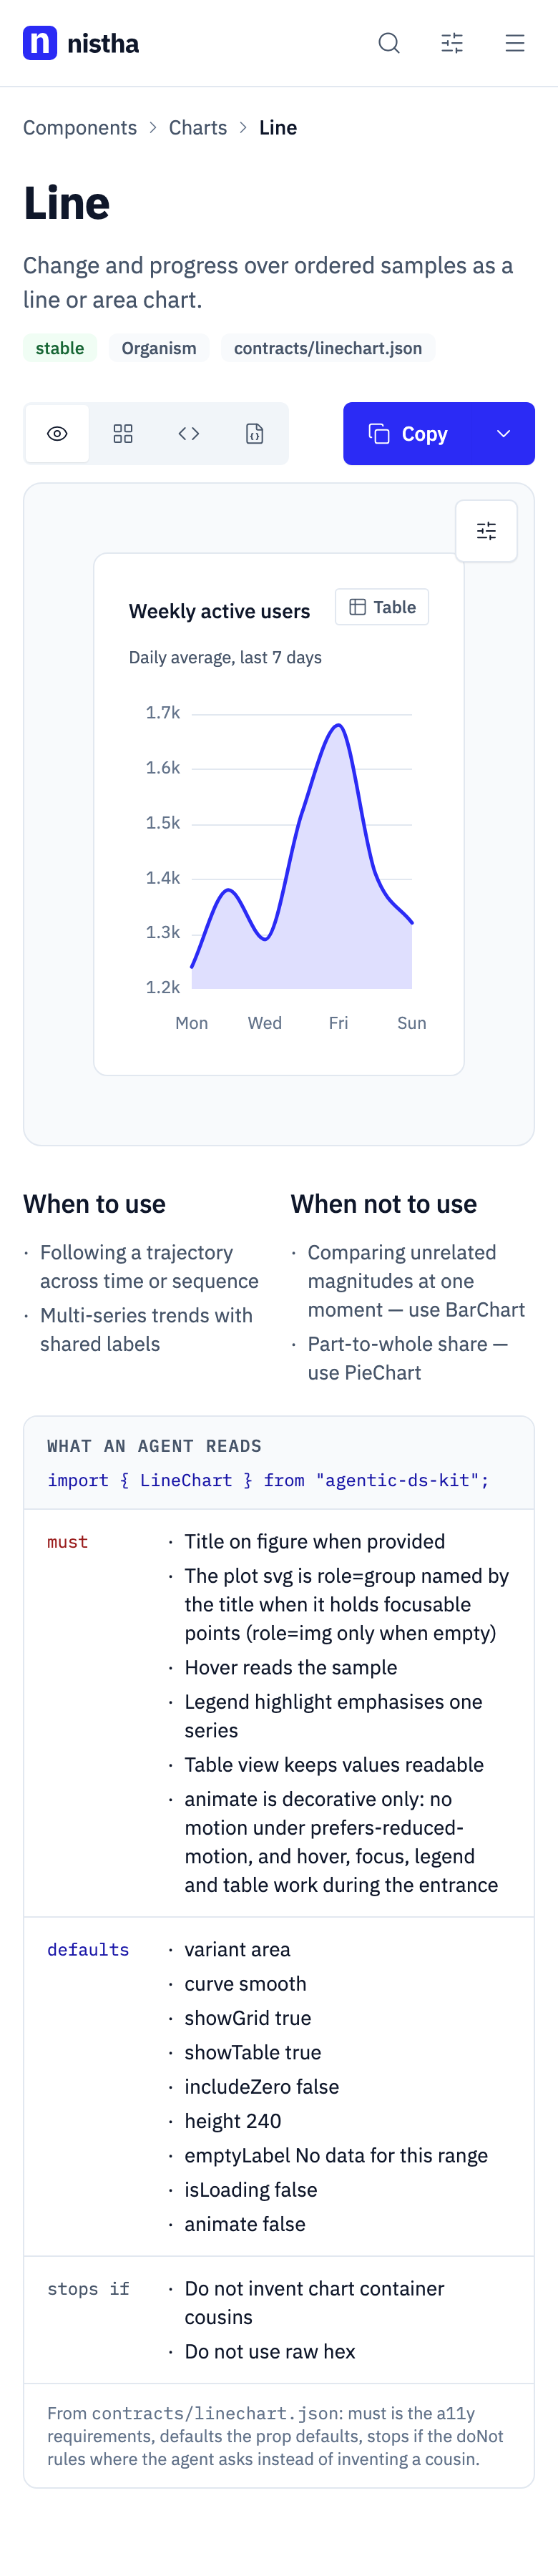 n nistha
Components > Charts > Line
Line
Change and progress over ordered samples as a
line or area chart.
stable Organism contracts/linechart.json
Copy
Weekly active users
Table
Daily average, last 7 days
1.7k
1.6k
1.5k
1.4k
1.3k
1.2k
Mon Wed Fri Sun
When to use
· Following a trajectory
across time or sequence
· Multi-series trends with
shared labels
When not to use
· Comparing unrelated
magnitudes at one
moment — use BarChart
· Part-to-whole share —
use PieChart
WHAT AN AGENT READS
import { LineChart } from "agentic-ds-kit";
must
· Title on figure when provided
· The plot svg is role=group named by
the title when it holds focusable
points (role=img only when empty)
· Hover reads the sample
· Legend highlight emphasises one
series
· Table view keeps values readable
· animate is decorative only: no
motion under prefers-reduced-
motion, and hover, focus, legend
and table work during the entrance
defaults
· variant area
· curve smooth
· showGrid true
· showTable true
· includeZero false
· height 240
· emptyLabel No data for this range
· isLoading false
· animate false
stops if
· Do not invent chart container
cousins
· Do not use raw hex
From contracts/linechart.json: must is the a11y
requirements, defaults the prop defaults, stops if the doNot
rules where the agent asks instead of inventing a cousin.